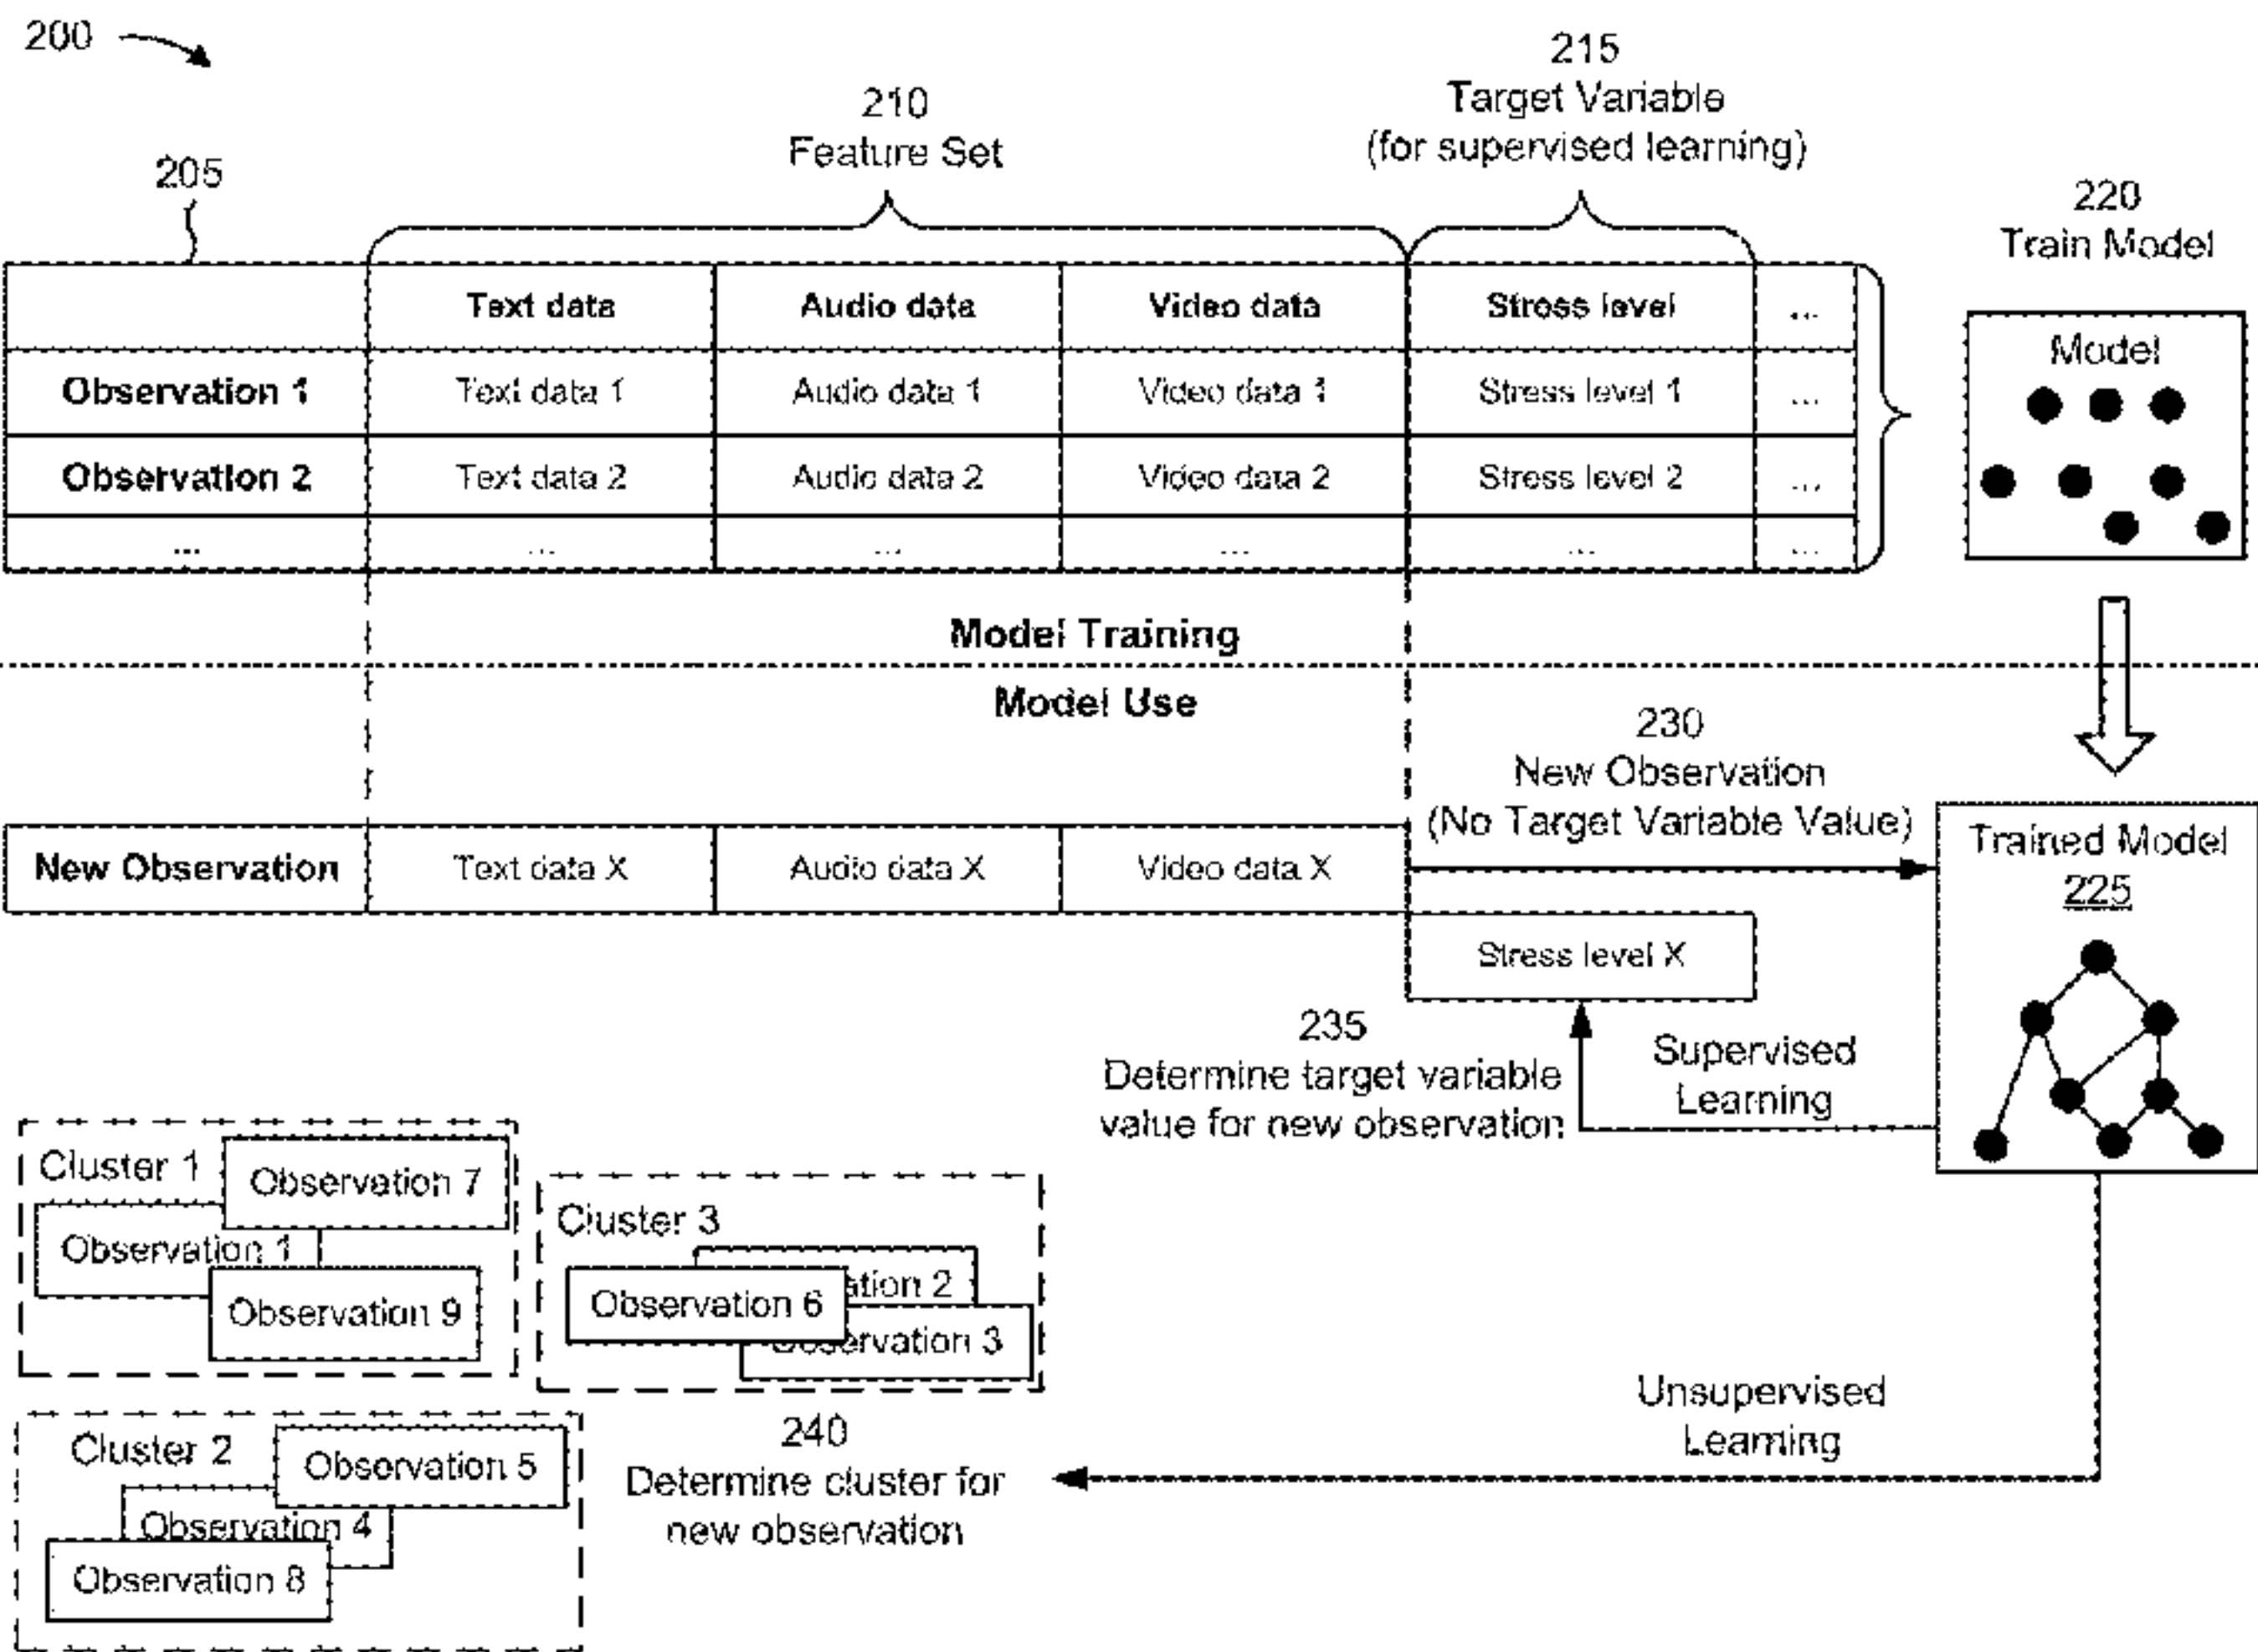 200
215
Target Variable
(for supervised learning)
210
Feature Set
205
220
Train Model
Text data Audio data Video data Stress level ...
Observation 1 Text data 1 Audio data 1 Video data 1 Stress level 1 ...
Observation 2 Text data 2 Audio data 2 Video data 2 Stress level 2 ...
... ... ... ... ... ...
Model
Model Training
Model Use
230
New Observation
(No Target Variable Value)
New Observation Text data X Audio data X Video data X
Trained Model
225
Stress level X
235
Determine target variable
value for new observation
Supervised
Learning
Cluster 1
Observation 7
Observation 1
Observation 9
Cluster 3
ation 2
Observation 6
ervation 3
Cluster 2
Observation 5
Observation 4
Observation 8
240
Determine cluster for
new observation
Unsupervised
Learning